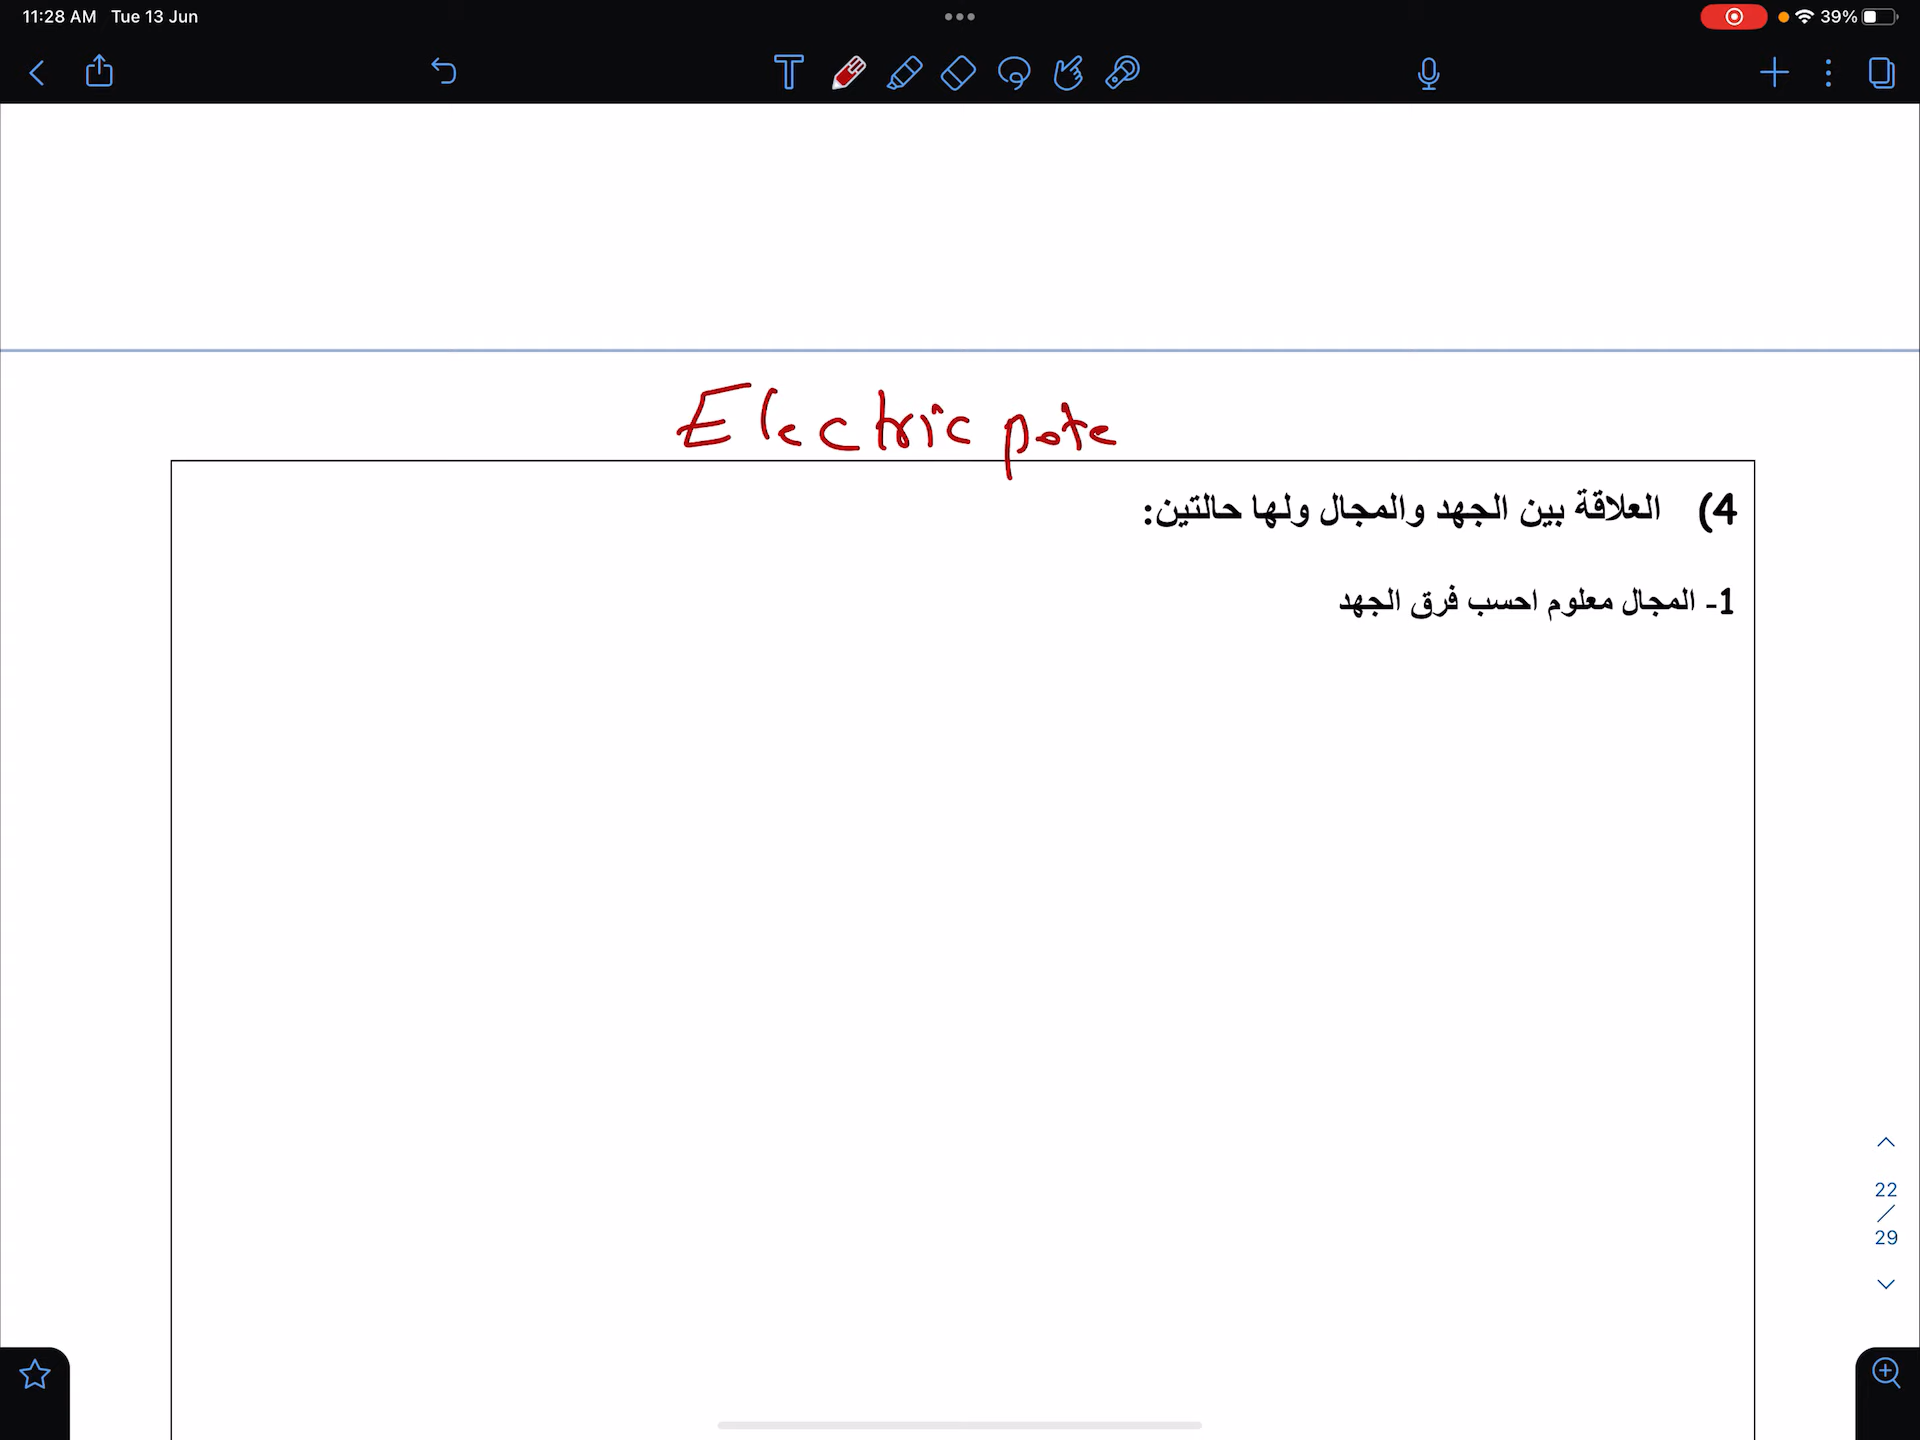 11:28 AM Tue 13 Jun
39%
T
Electric pote
4) العلاقة بين الجهد والمجال ولها حالتين:
1- المجال معلوم احسب فرق الجهد
22
/
29